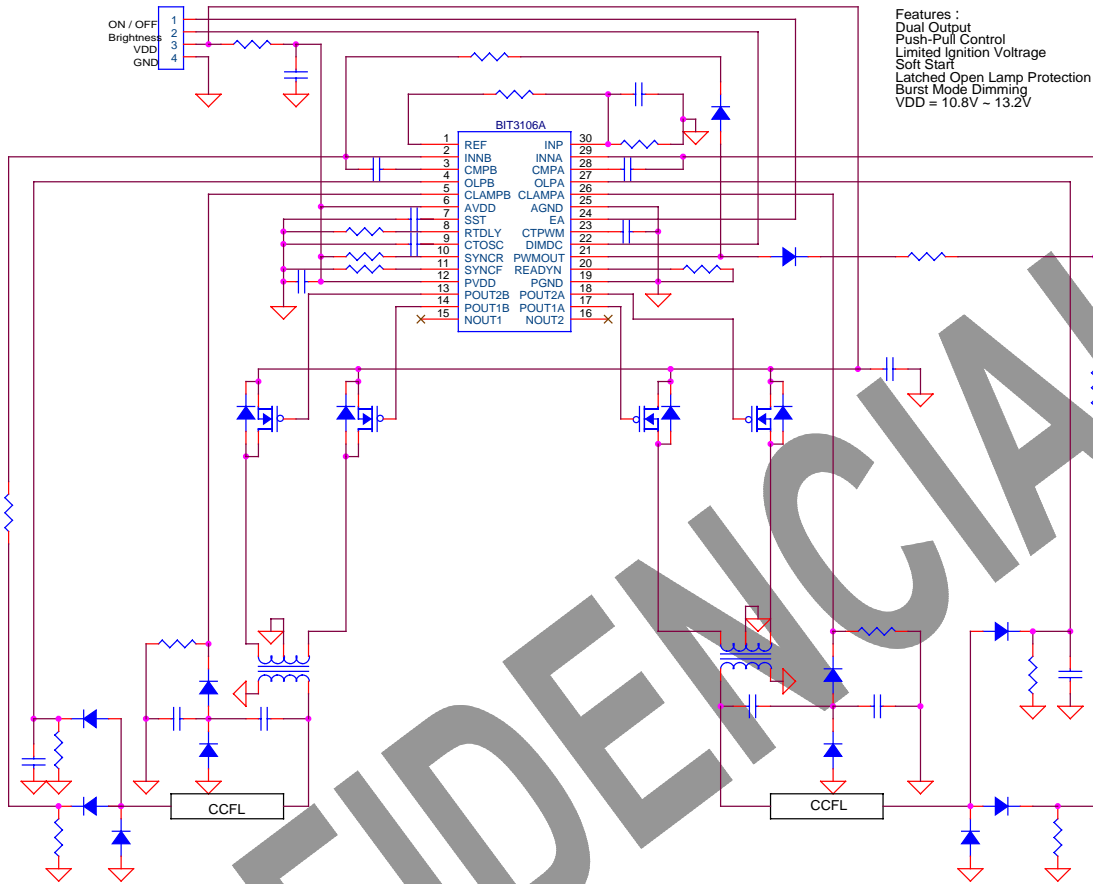 ON / OFF 1
Brightness 2
VDD 3
GND 4
Features :
Dual Output
Push-Pull Control
Limited Ignition Voltage
Soft Start
Latched Open Lamp Protection
Burst Mode Dimming
VDD = 10.8V ~ 13.2V
BIT3106A
1 REF INP 30
2 INNB INNA 29
3 CMPB CMPA 28
4 OLPB OLPA 27
5 CLAMPB CLAMPA 26
6 AVDD AGND 25
7 SST EA 24
8 RTDLY CTPWM 23
9 CTOSC DIMDC 22
10 SYNCR PWMOUT 21
11 SYNCF READYN 20
12 PVDD PGND 19
13 POUT2B POUT2A 18
14 POUT1B POUT1A 17
15 NOUT1 NOUT2 16
CCFL
CCFL
FIDENCIA